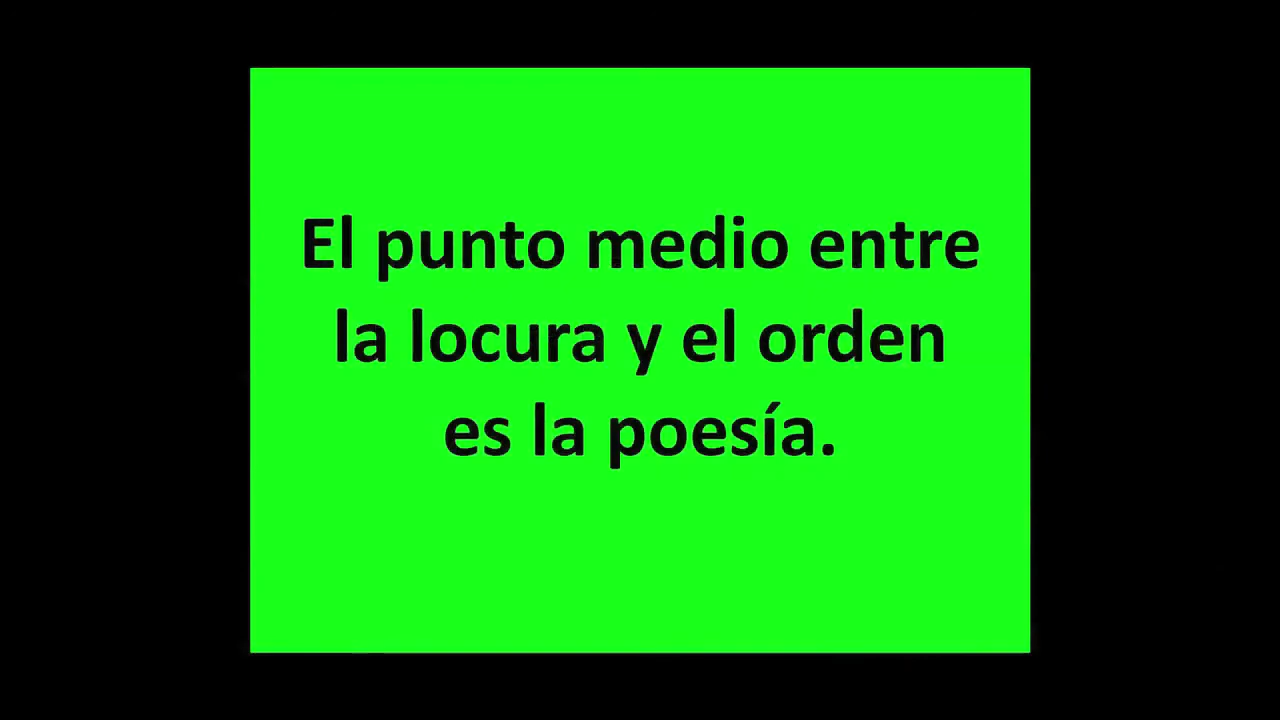 El punto medio entre
la locura y el orden
es la poesía.